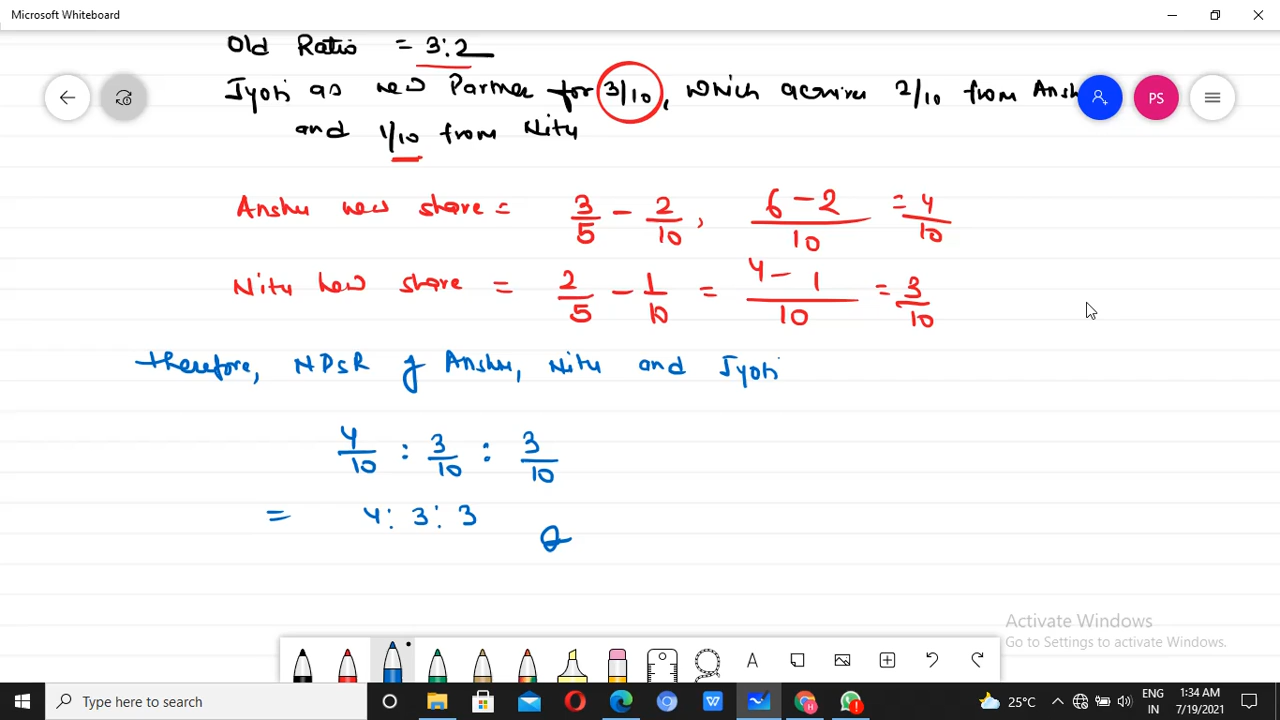 Microsoft Whiteboard
Old Ratio = 3:2
Jyoti as new Partner for 3/10, which acquires 2/10 from Anshu
PS
and 1/10 from Nitu
Anshu new share = 3/5 - 2/10, 6-2/10 = 4/10
Nitu new share = 2/5 - 1/10 = 4-1/10 = 3/10
therefore, NPSR of Anshu, Nitu and Jyoti
4/10 : 3/10 : 3/10
= 4:3:3
Activate Windows
Go to Settings to activate Windows.
A
Type here to search
25°C
ENG
IN
1:34 AM
7/19/2021